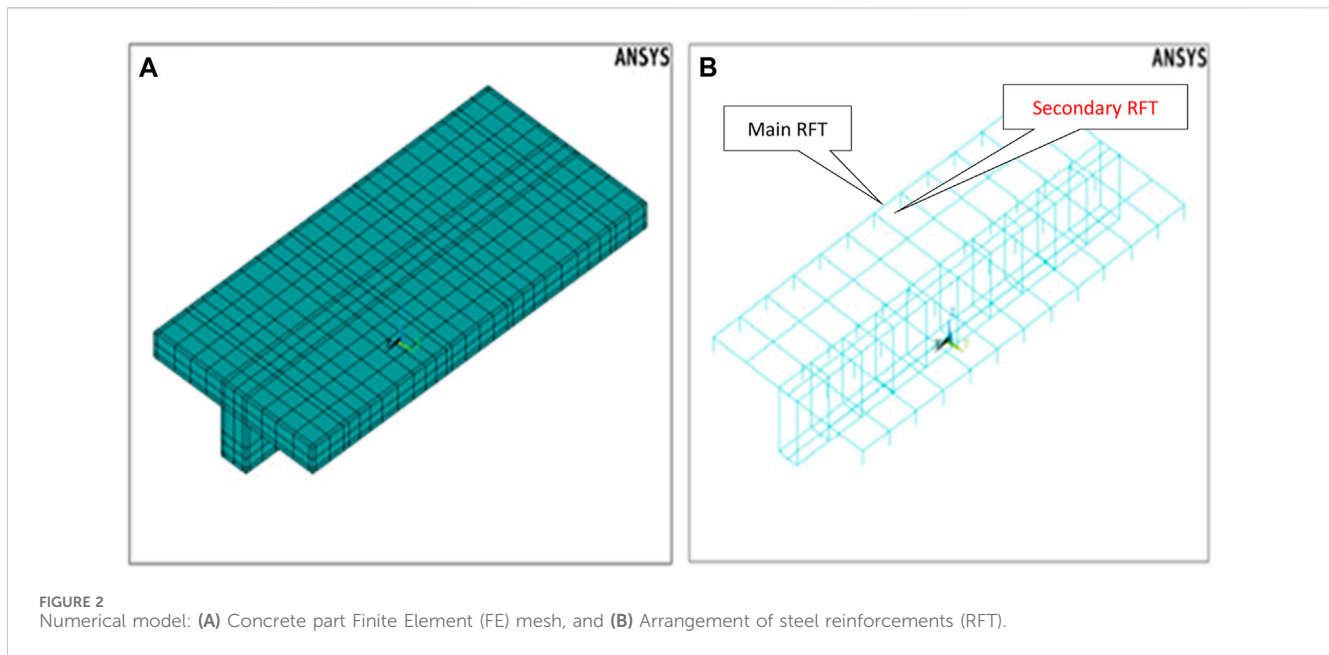 A
ANSYS
B
ANSYS
Main RFT
Secondary RFT
FIGURE 2
Numerical model: (A) Concrete part Finite Element (FE) mesh, and (B) Arrangement of steel reinforcements (RFT).